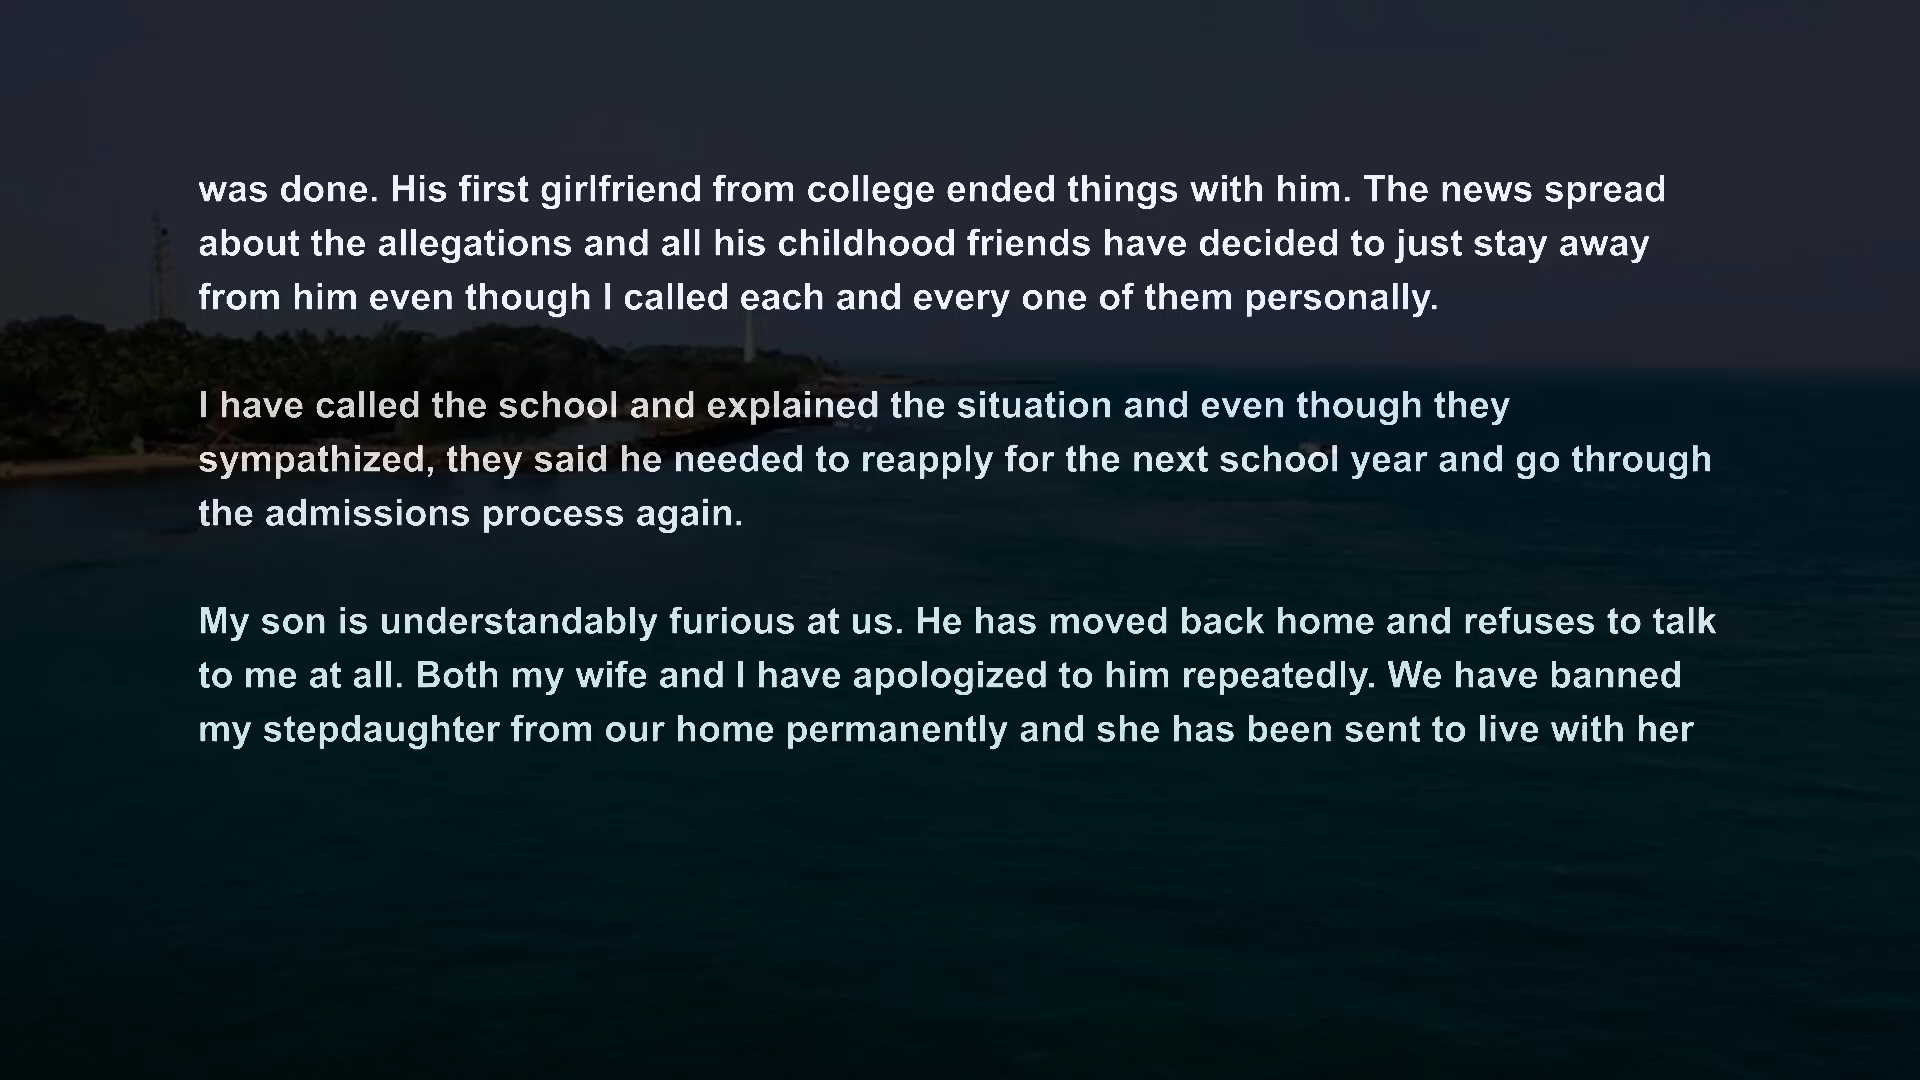 was done. His first girlfriend from college ended things with him. The news spread
about the allegations and all his childhood friends have decided to just stay away
from him even though I called each and every one of them personally.
I have called the school and explained the situation and even though they
sympathized, they said he needed to reapply for the next school year and go through
the admissions process again.
My son is understandably furious at us. He has moved back home and refuses to talk
to me at all. Both my wife and I have apologized to him repeatedly. We have banned
my stepdaughter from our home permanently and she has been sent to live with her